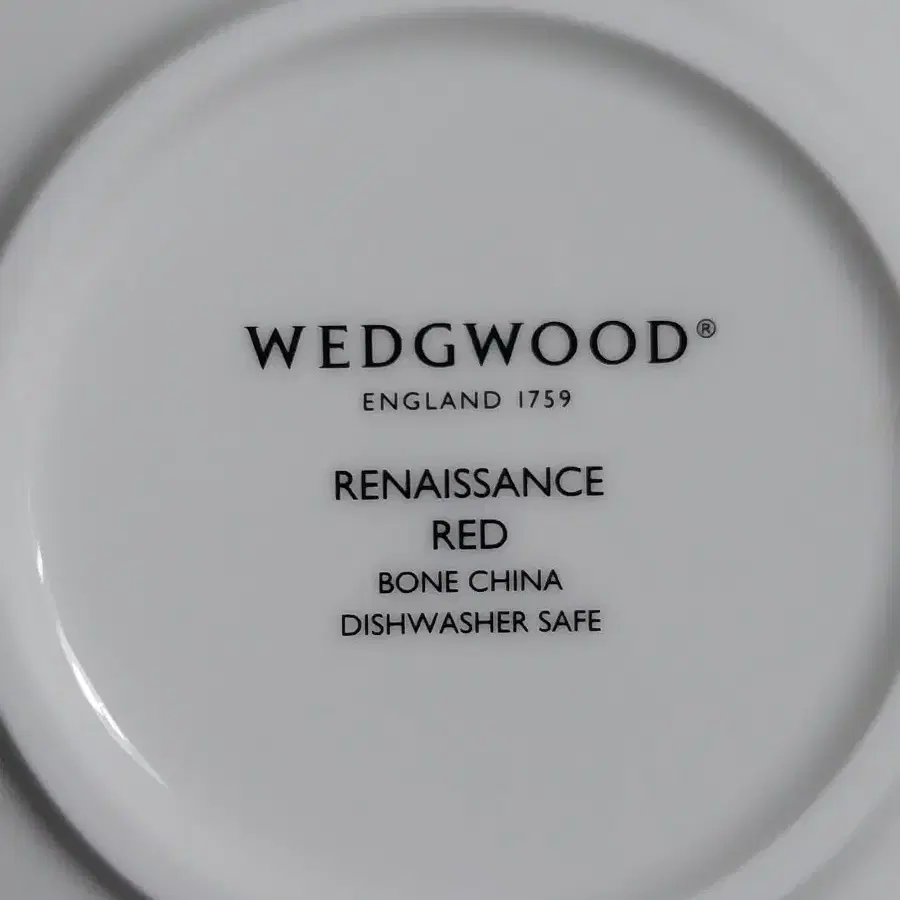 WEDGWOOD®
ENGLAND 1759
RENAISSANCE
RED
BONE CHINA
DISHWASHER SAFE